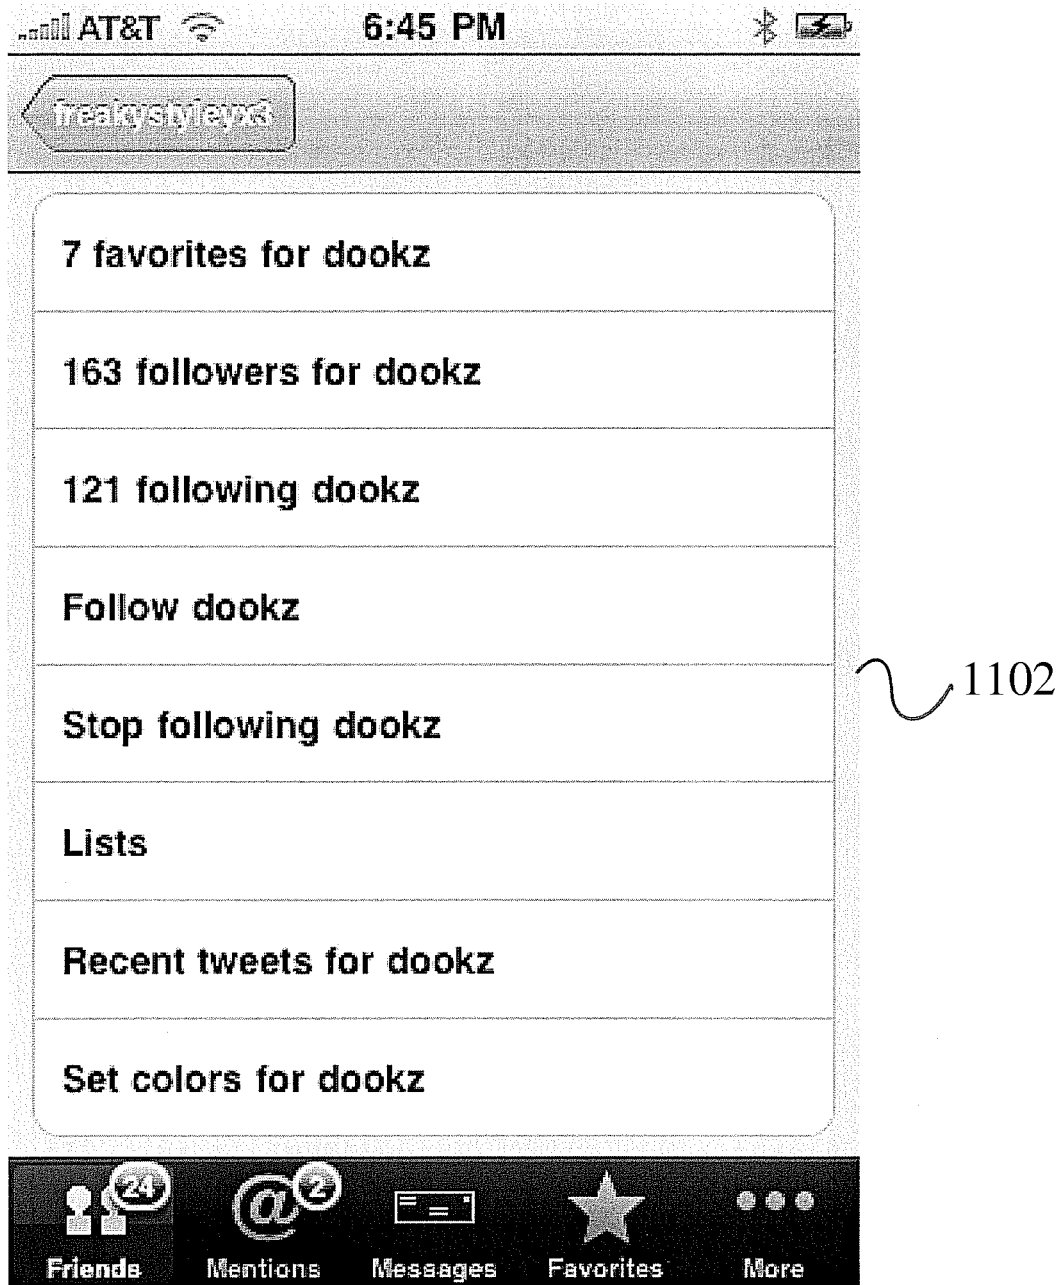 AT&T 6:45 PM
freakystyleyx3
7 favorites for dookz
163 followers for dookz
121 following dookz
Follow dookz
Stop following dookz
1102
Lists
Recent tweets for dookz
Set colors for dookz
24 2
Friends Mentions Messages Favorites More